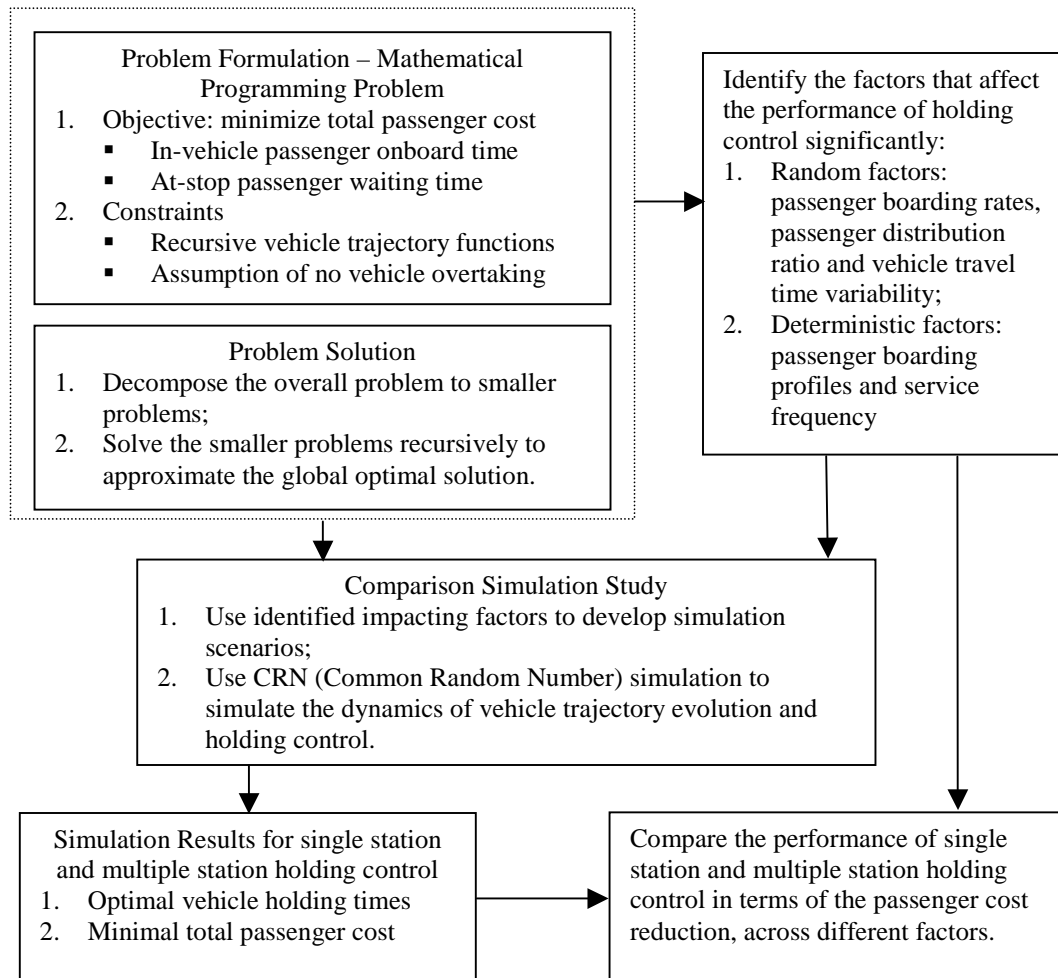 Problem Formulation – Mathematical
Programming Problem
1. Objective: minimize total passenger cost
▪ In-vehicle passenger onboard time
▪ At-stop passenger waiting time
2. Constraints
▪ Recursive vehicle trajectory functions
▪ Assumption of no vehicle overtaking
Problem Solution
1. Decompose the overall problem to smaller
problems;
2. Solve the smaller problems recursively to
approximate the global optimal solution.
Identify the factors that affect
the performance of holding
control significantly:
1. Random factors:
passenger boarding rates,
passenger distribution
ratio and vehicle travel
time variability;
2. Deterministic factors:
passenger boarding
profiles and service
frequency
Comparison Simulation Study
1. Use identified impacting factors to develop simulation
scenarios;
2. Use CRN (Common Random Number) simulation to
simulate the dynamics of vehicle trajectory evolution and
holding control.
Simulation Results for single station
and multiple station holding control
1. Optimal vehicle holding times
2. Minimal total passenger cost
Compare the performance of single
station and multiple station holding
control in terms of the passenger cost
reduction, across different factors.